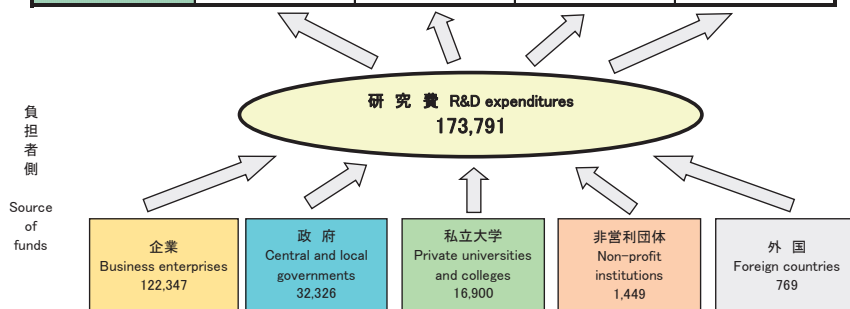 研 究 費 R&D expenditures
173,791
負
担
者
側
Source
of
funds
企業
Business enterprises
122,347
政 府
Central and local
governments
32,326
私立大学
Private universities
and colleges
16,900
非営利団体
Non-profit
institutions
1,449
外 国
Foreign countries
769